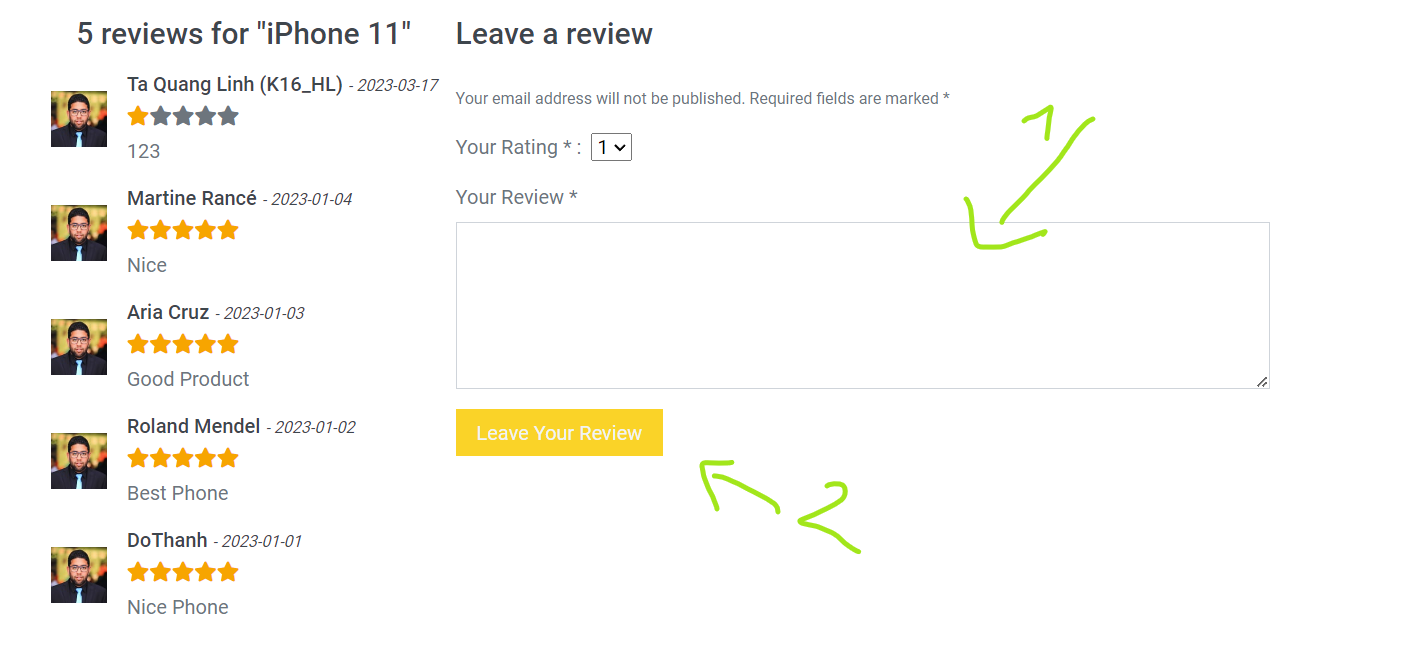 5 reviews for "iPhone 11"
Ta Quang Linh (K16_HL) - 2023-03-17
123
Martine Rancé - 2023-01-04
Nice
Aria Cruz - 2023-01-03
Good Product
Roland Mendel - 2023-01-02
Best Phone
DoThanh - 2023-01-01
Nice Phone
Leave a review
Your email address will not be published. Required fields are marked *
Your Rating * : 1
Your Review *
Leave Your Review
1
2